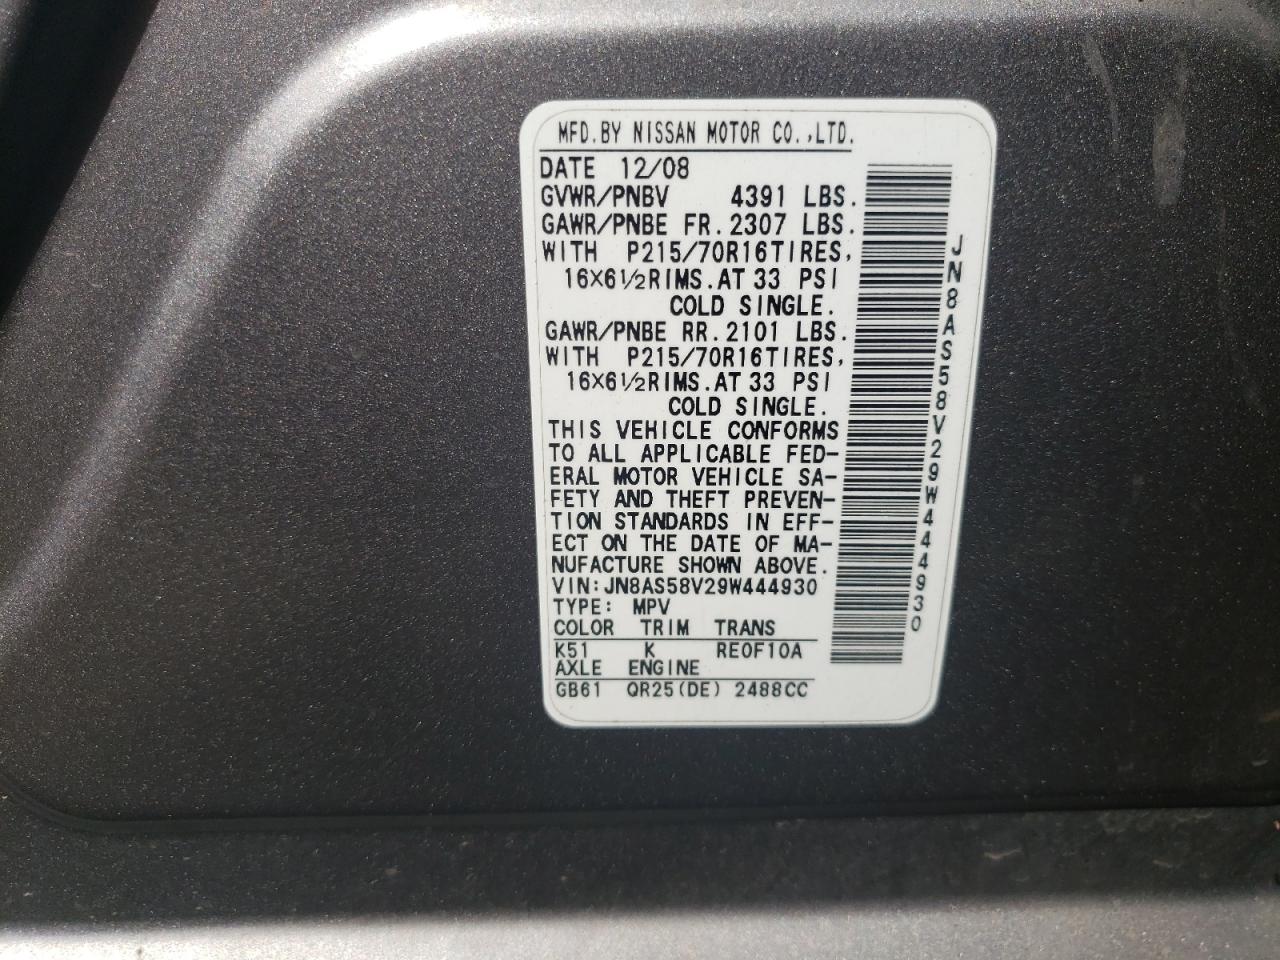 MFD.BY NISSAN MOTOR CO.,LTD.
DATE 12/08
GVWR/PNBV 4391 LBS.
GAWR/PNBE FR.2307 LBS.
WITH P215/70R16TIRES,
16X6½RIMS.AT 33 PSI
COLD SINGLE.
GAWR/PNBE RR.2101 LBS.
WITH P215/70R16TIRES,
16X6½RIMS.AT 33 PSI
COLD SINGLE.
THIS VEHICLE CONFORMS
TO ALL APPLICABLE FED-
ERAL MOTOR VEHICLE SA-
FETY AND THEFT PREVEN-
TION STANDARDS IN EFF-
ECT ON THE DATE OF MA-
NUFACTURE SHOWN ABOVE.
VIN:JN8AS58V29W444930
TYPE: MPV
COLOR TRIM TRANS
K51 K RE0F10A
AXLE ENGINE
GB61 QR25(DE) 2488CC
JN8AS58V29W444930